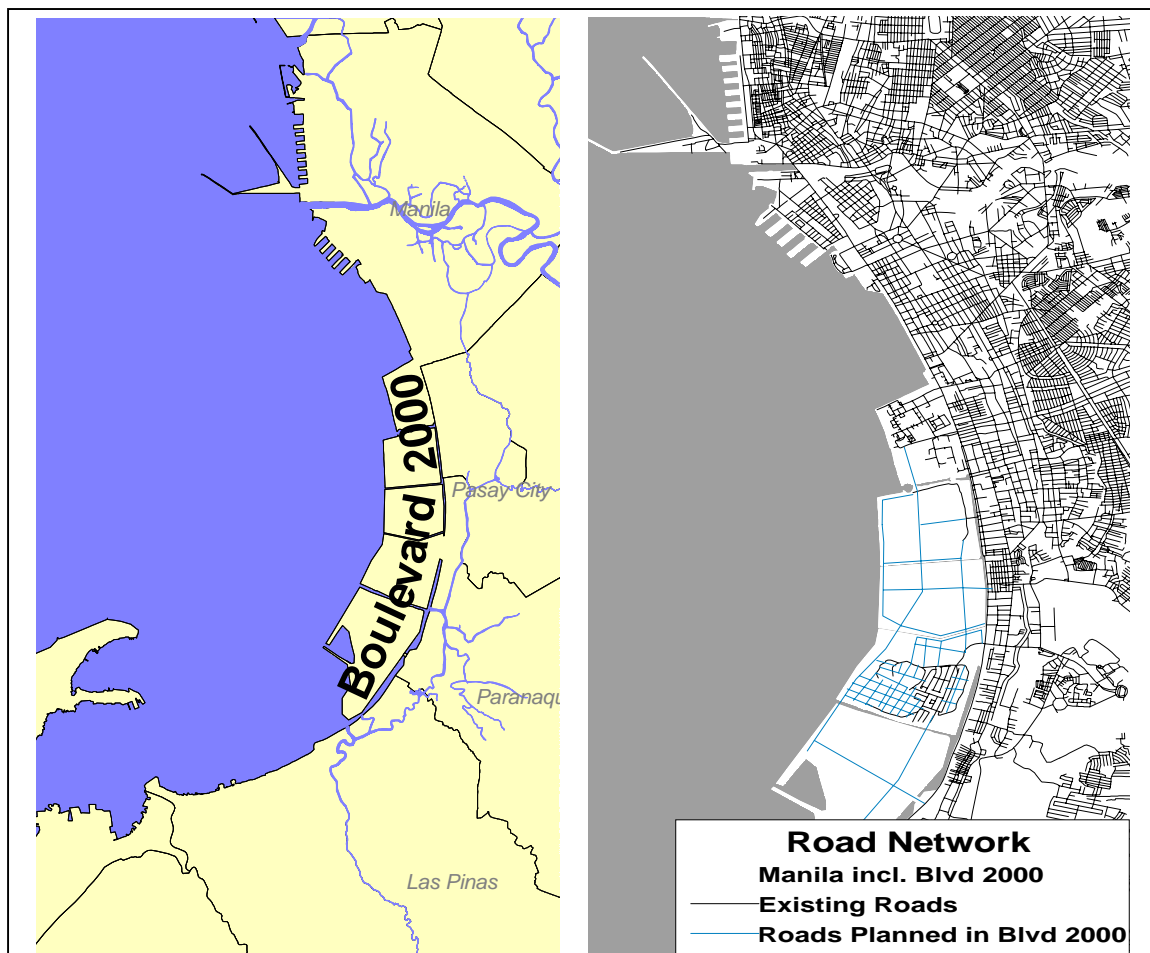 Manila
Boulevard 2000
Pasay City
Paranaqu
Las Pinas
Road Network
Manila incl. Blvd 2000
Existing Roads
Roads Planned in Blvd 2000